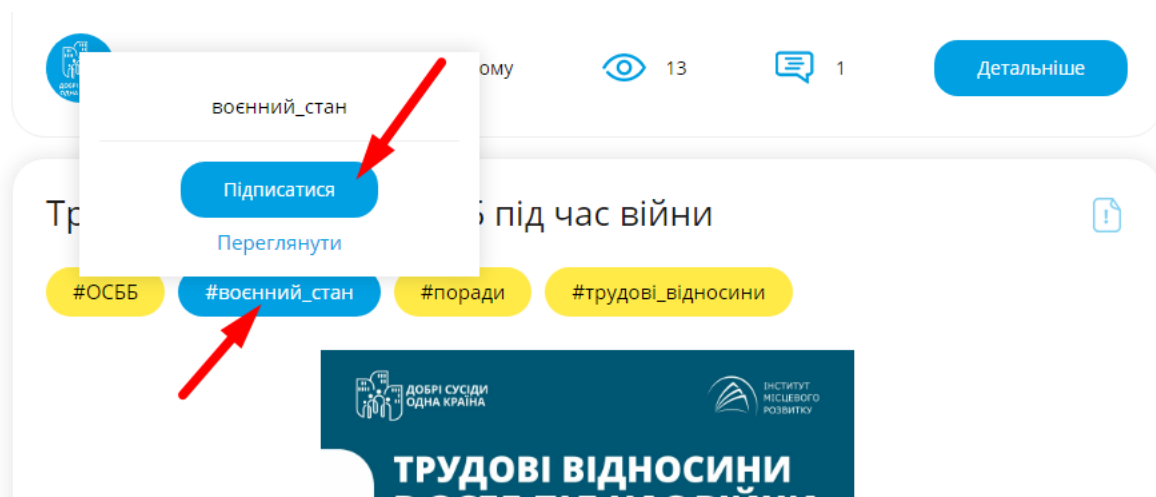 ому
13
1
Детальніше
воєнний_стан
Підписатися
Переглянути
під час війни
#ОСББ
#воєнний_стан
#поради
#трудові_відносини
ДОБРІ СУСІДИ
ОДНА КРАЇНА
ІНСТИТУТ
МІСЦЕВОГО
РОЗВИТКУ
ТРУДОВІ ВІДНОСИНИ